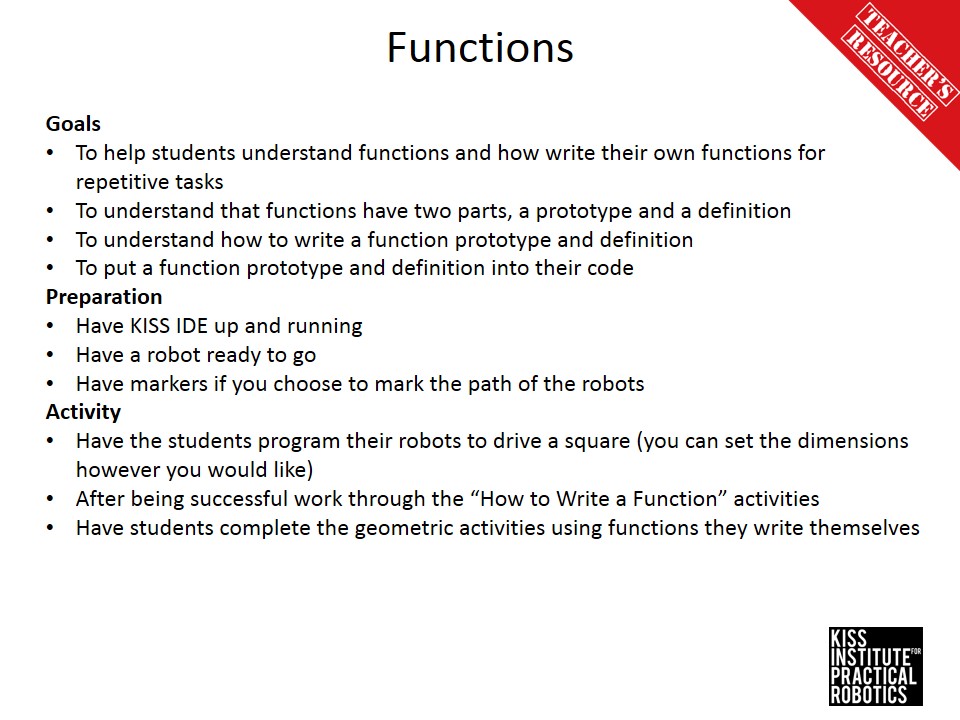 Functions
TEACHER'S
RESOURCE
Goals
• To help students understand functions and how write their own functions for
repetitive tasks
• To understand that functions have two parts, a prototype and a definition
• To understand how to write a function prototype and definition
• To put a function prototype and definition into their code
Preparation
• Have KISS IDE up and running
• Have a robot ready to go
• Have markers if you choose to mark the path of the robots
Activity
• Have the students program their robots to drive a square (you can set the dimensions
however you would like)
• After being successful work through the “How to Write a Function” activities
• Have students complete the geometric activities using functions they write themselves
KISS
INSTITUTE FOR
PRACTICAL
ROBOTICS